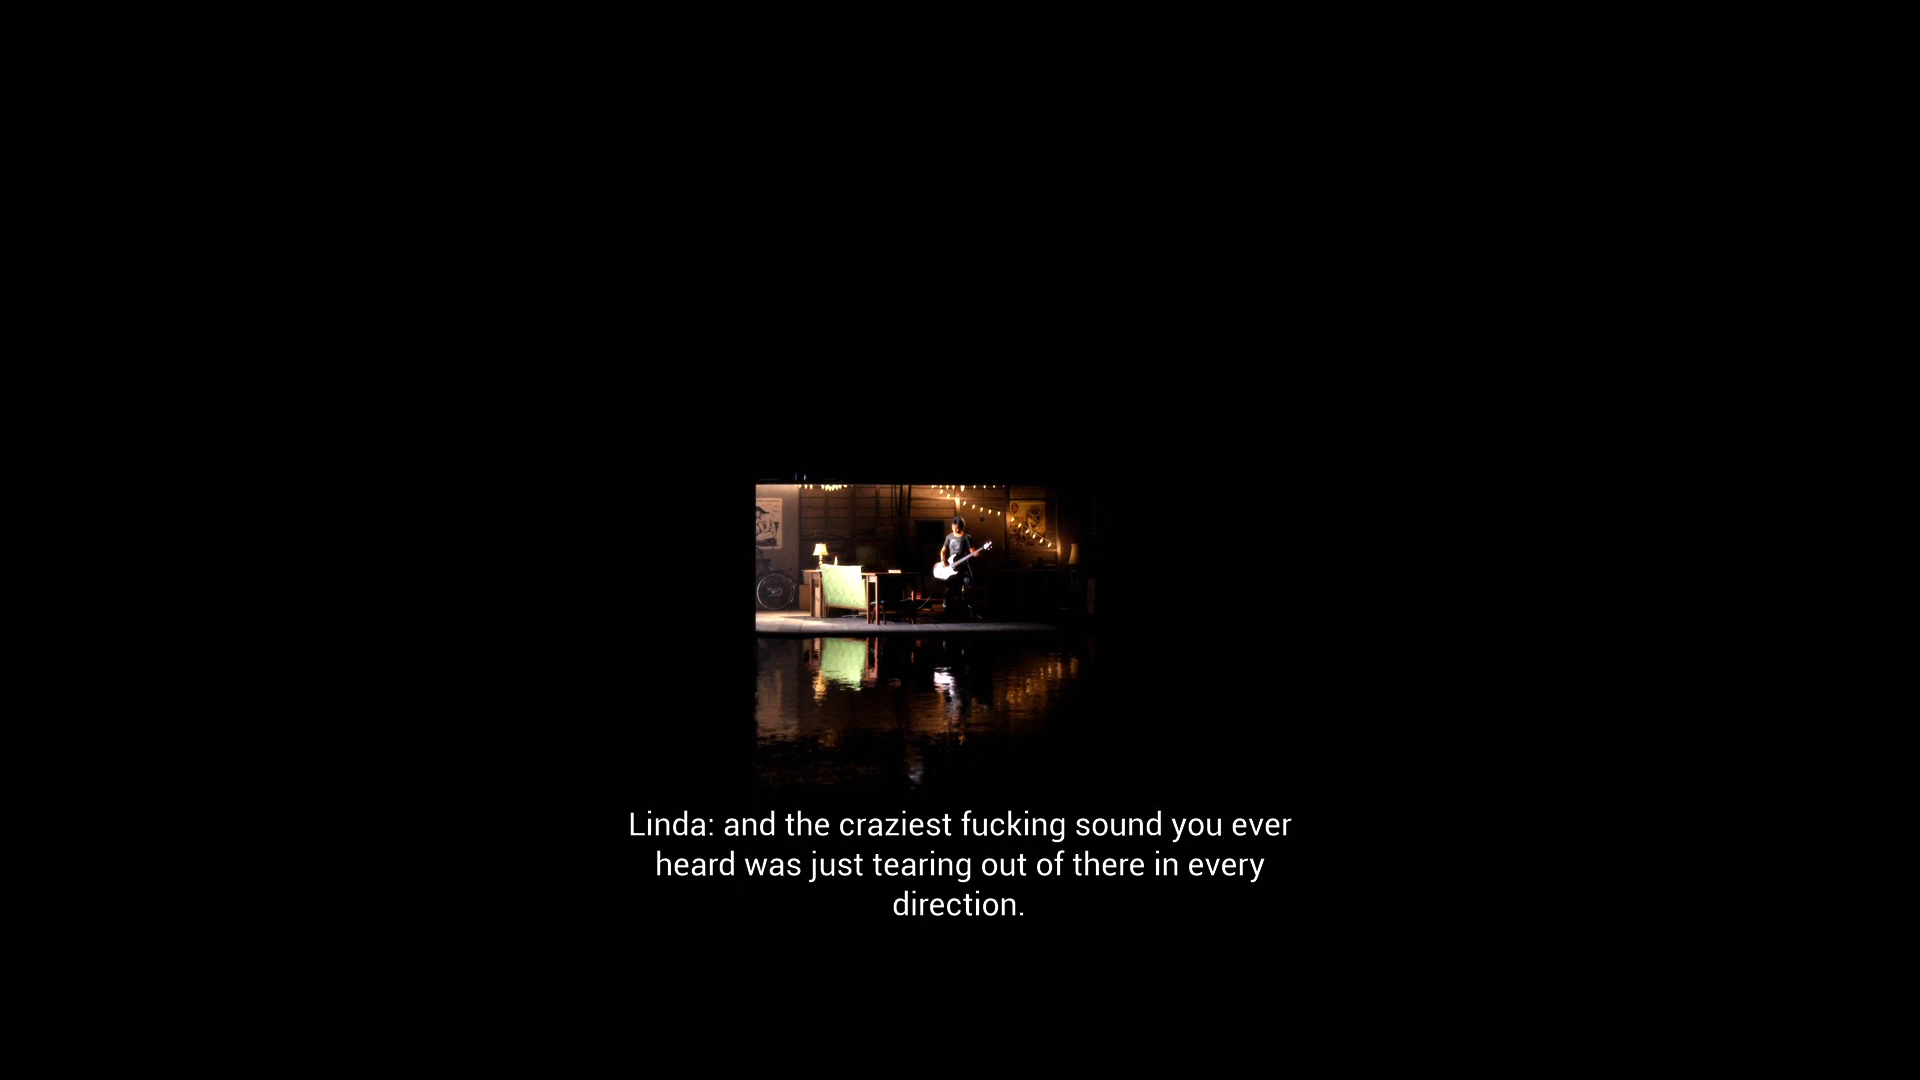 Linda: and the craziest fucking sound you ever
heard was just tearing out of there in every
direction.